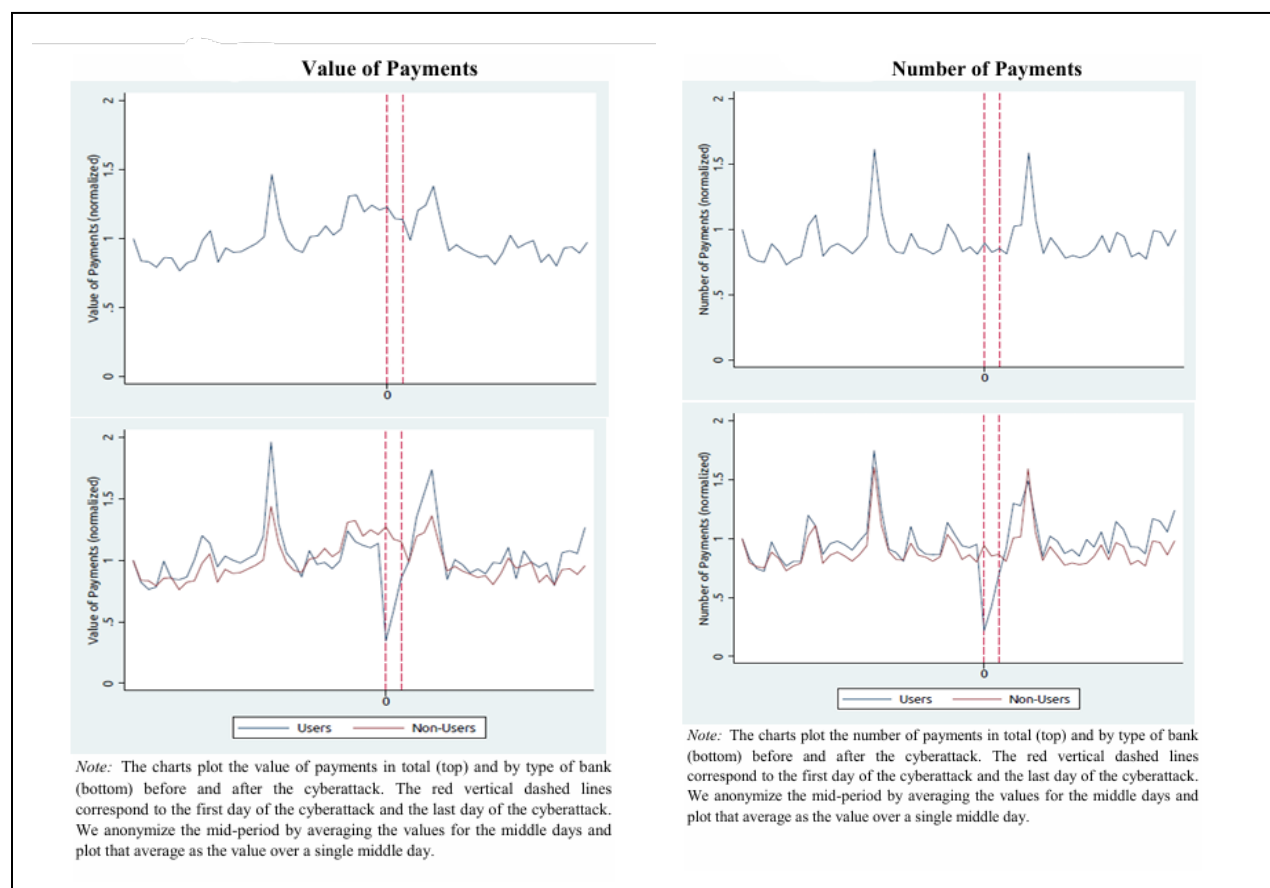 Value of Payments
Value of Payments (normalized)
2
1.5
1
.5
0
0
Value of Payments (normalized)
2
1.5
1
.5
0
0
Users Non-Users
Note: The charts plot the value of payments in total (top) and by type of bank
(bottom) before and after the cyberattack. The red vertical dashed lines
correspond to the first day of the cyberattack and the last day of the cyberattack.
We anonymize the mid-period by averaging the values for the middle days and
plot that average as the value over a single middle day.
Number of Payments
Number of Payments (normalized)
2
1.5
1
.5
0
0
Number of Payments (normalized)
2
1.5
1
.5
0
0
Users Non-Users
Note: The charts plot the number of payments in total (top) and by type of bank
(bottom) before and after the cyberattack. The red vertical dashed lines
correspond to the first day of the cyberattack and the last day of the cyberattack.
We anonymize the mid-period by averaging the values for the middle days and
plot that average as the value over a single middle day.